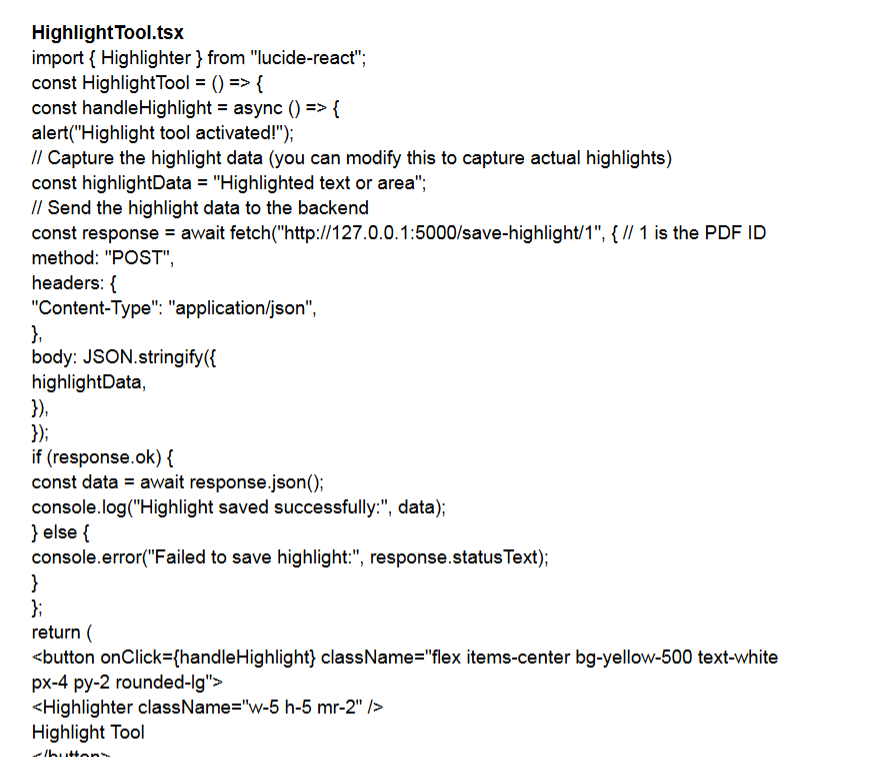 HighlightTool.tsx
import { Highlighter } from "lucide-react";
const HighlightTool = () => {
const handleHighlight = async () => {
alert("Highlight tool activated!");
// Capture the highlight data (you can modify this to capture actual highlights)
const highlightData = "Highlighted text or area";
// Send the highlight data to the backend
const response = await fetch("http://127.0.0.1:5000/save-highlight/1", { // 1 is the PDF ID
method: "POST",
headers: {
"Content-Type": "application/json",
},
body: JSON.stringify({
highlightData,
}),
});
if (response.ok) {
const data = await response.json();
console.log("Highlight saved successfully:", data);
} else {
console.error("Failed to save highlight:", response.statusText);
}
};
return (
<button onClick={handleHighlight} className="flex items-center bg-yellow-500 text-white
px-4 py-2 rounded-lg">
<Highlighter className="w-5 h-5 mr-2" />
Highlight Tool
</button>